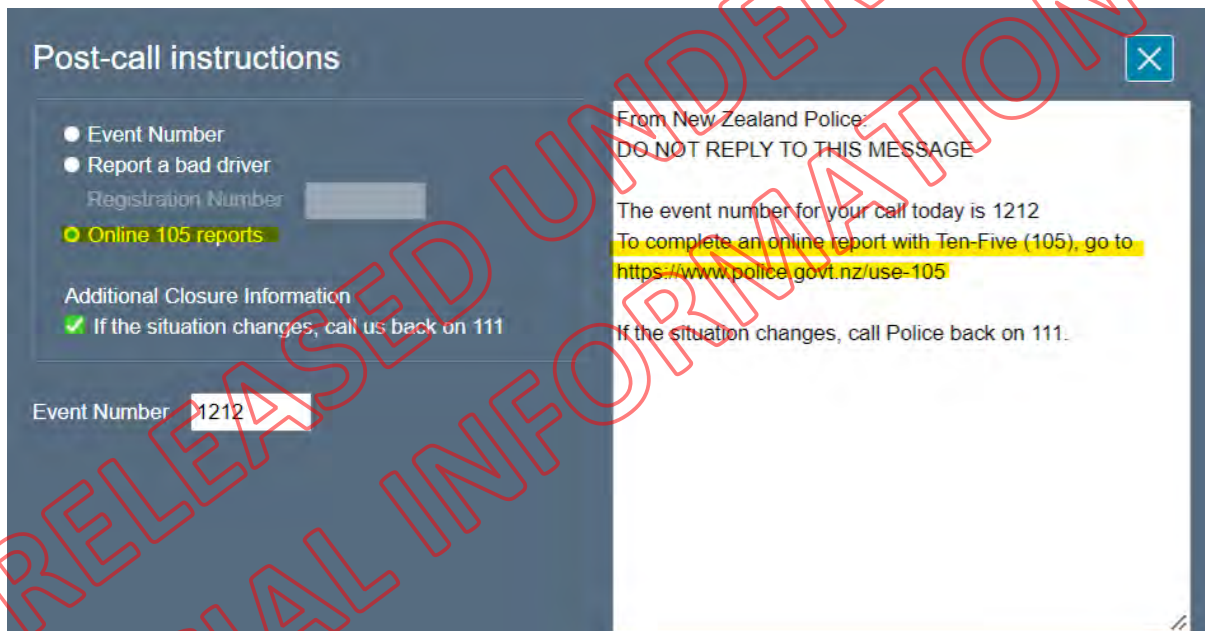 Post-call instructions
Event Number
Report a bad driver
Registration Number
Online 105 reports
Additional Closure Information
If the situation changes, call us back on 111
Event Number 1212
From New Zealand Police:
DO NOT REPLY TO THIS MESSAGE
The event number for your call today is 1212
To complete an online report with Ten-Five (105), go to
https://www.police.govt.nz/use-105
If the situation changes, call Police back on 111.
RELEASED UNDER
INFORMATION